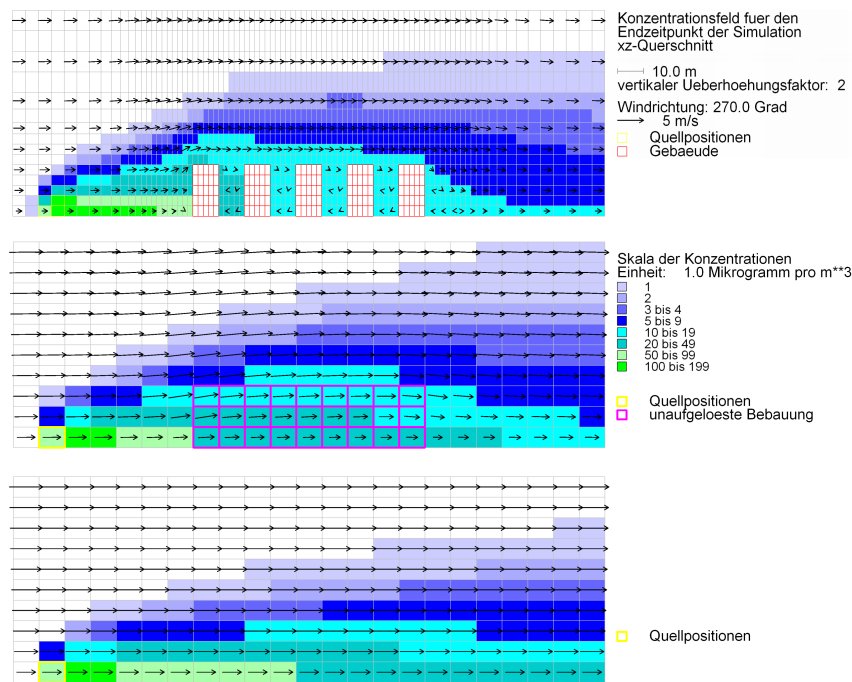 Konzentrationsfeld fuer den
Endzeitpunkt der Simulation
xz-Querschnitt
10.0 m
vertikaler Ueberhoehungsfaktor: 2
Windrichtung: 270.0 Grad
5 m/s
Quellpositionen
Gebaeude
Skala der Konzentrationen
Einheit: 1.0 Mikrogramm pro m**3
1
2
3 bis 4
5 bis 9
10 bis 19
20 bis 49
50 bis 99
100 bis 199
Quellpositionen
unaufgeloeste Bebauung
Quellpositionen